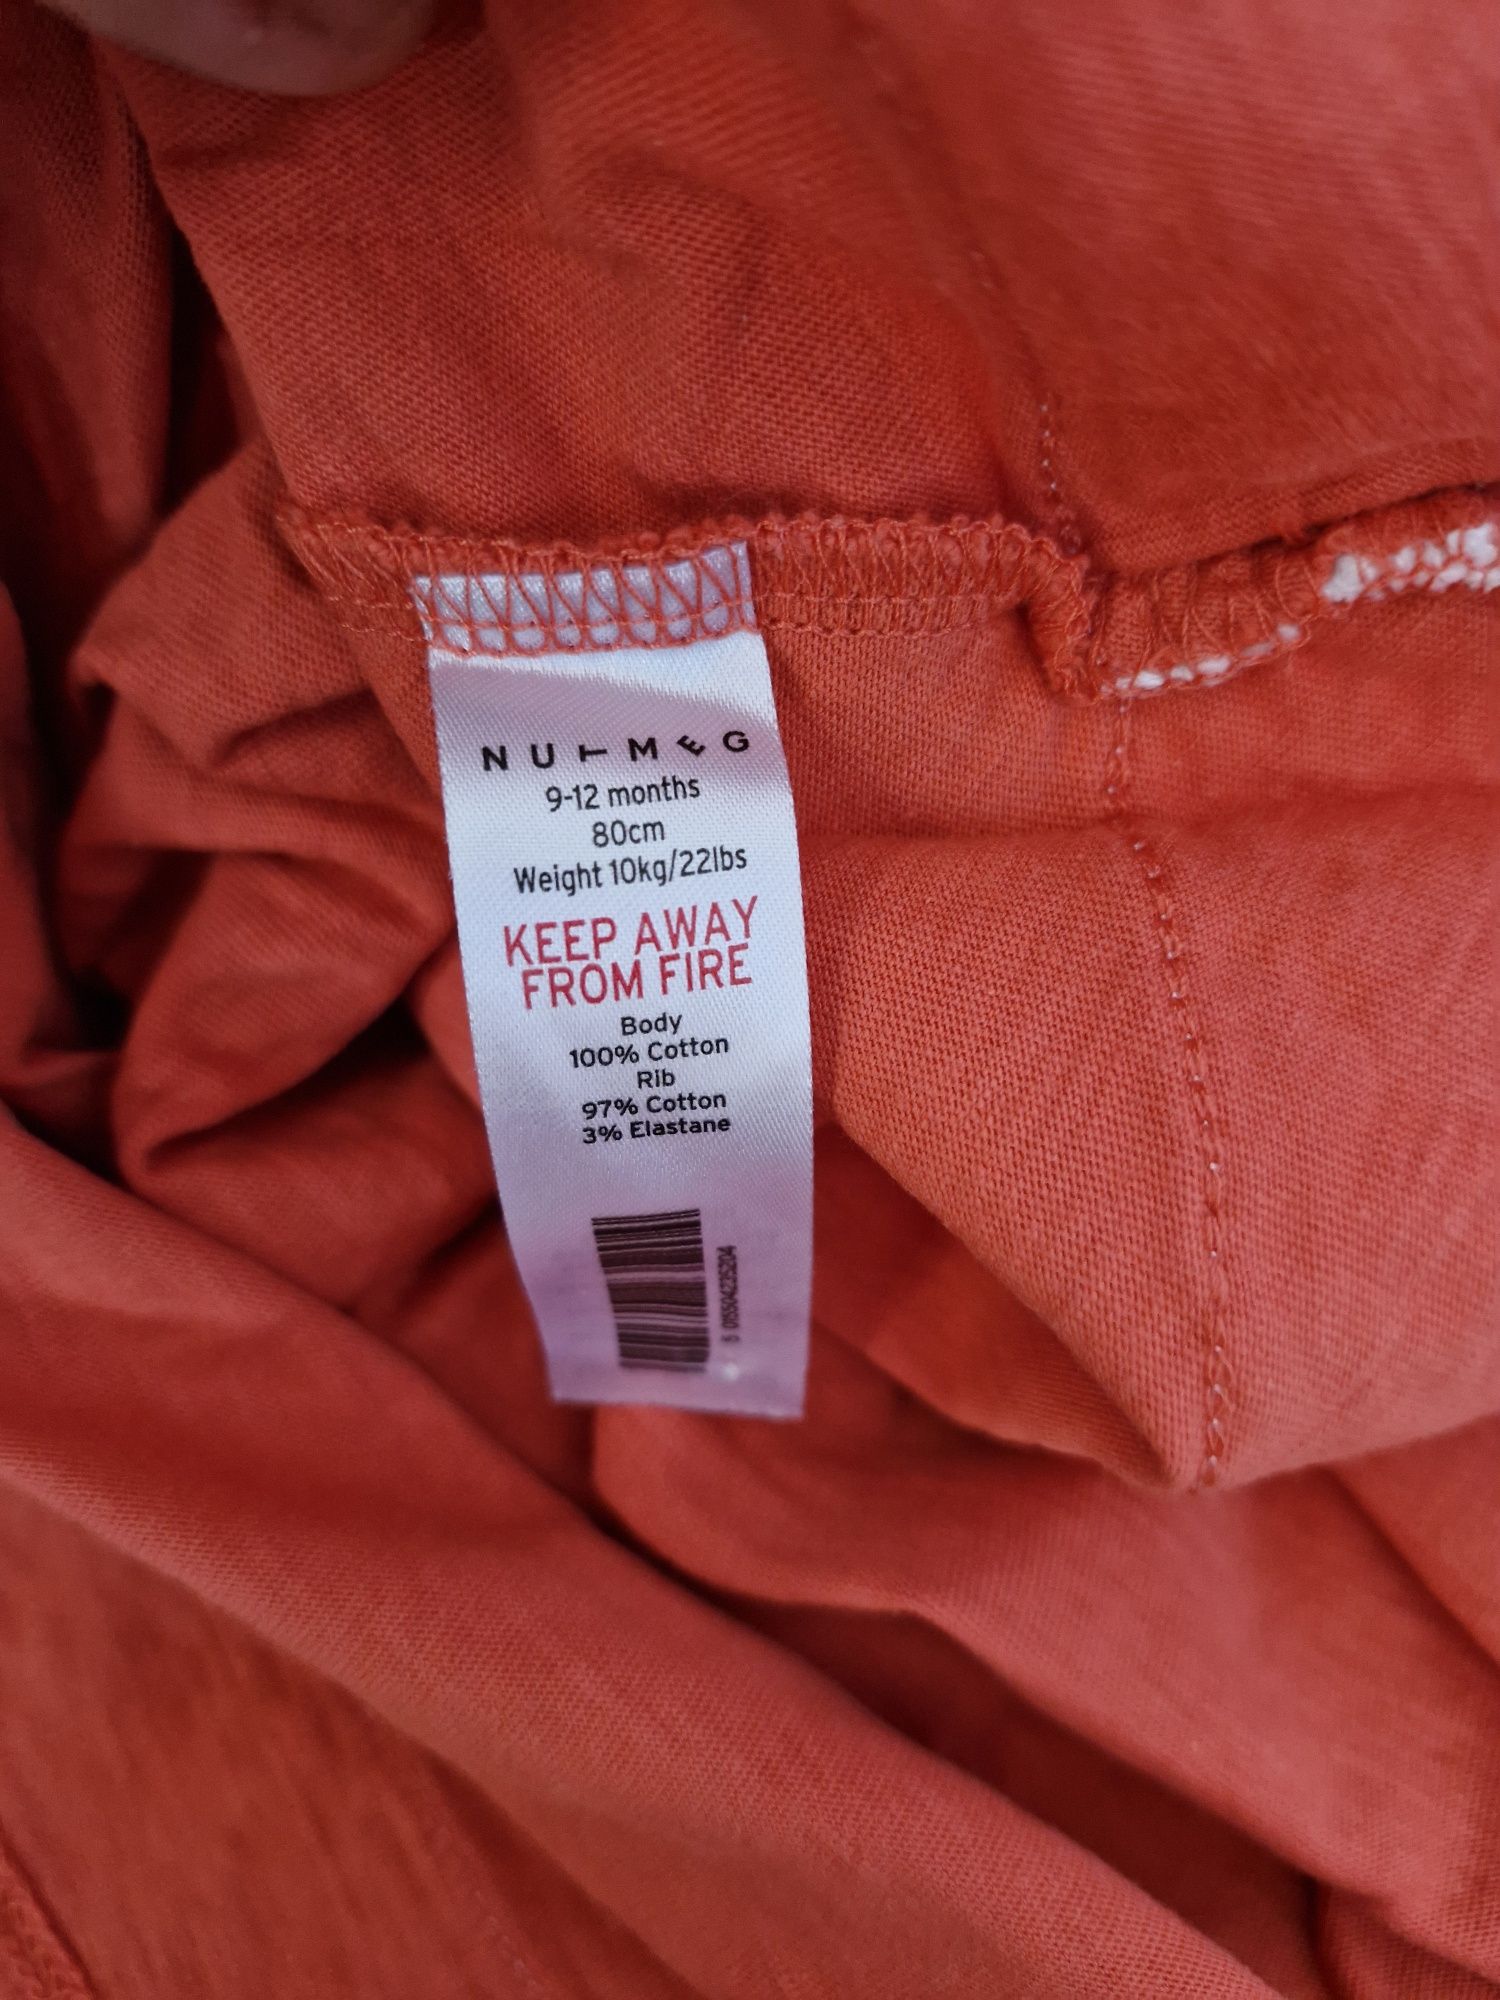 NUTMEG
9-12 months
80cm
Weight 10kg/22lbs
KEEP AWAY
FROM FIRE
Body
100% Cotton
Rib
97% Cotton
3% Elastane